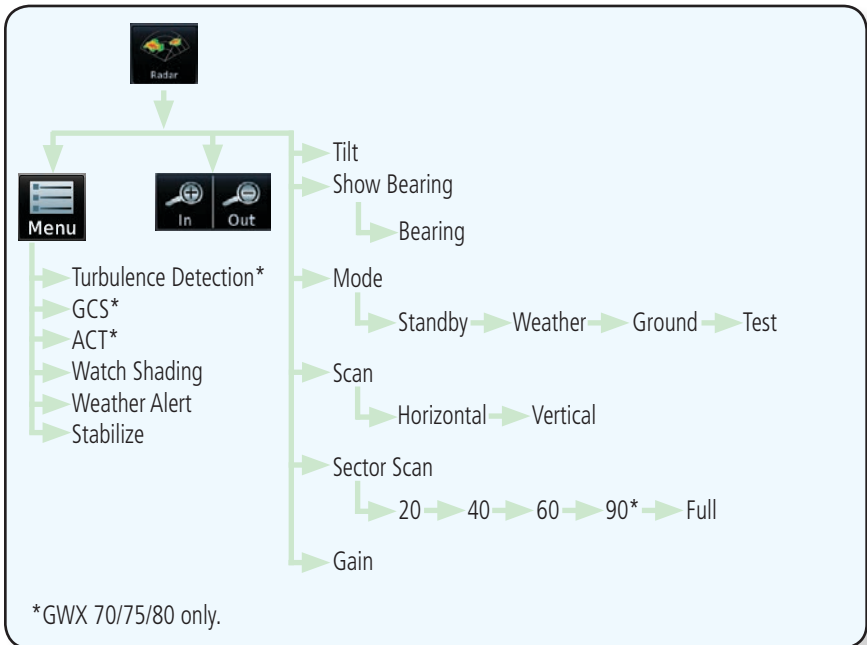 Radar
Menu
In Out
Turbulence Detection*
GCS*
ACT*
Watch Shading
Weather Alert
Stabilize
Tilt
Show Bearing
Bearing
Mode
Standby Weather Ground Test
Scan
Horizontal Vertical
Sector Scan
20 40 60 90* Full
Gain
*GWX 70/75/80 only.